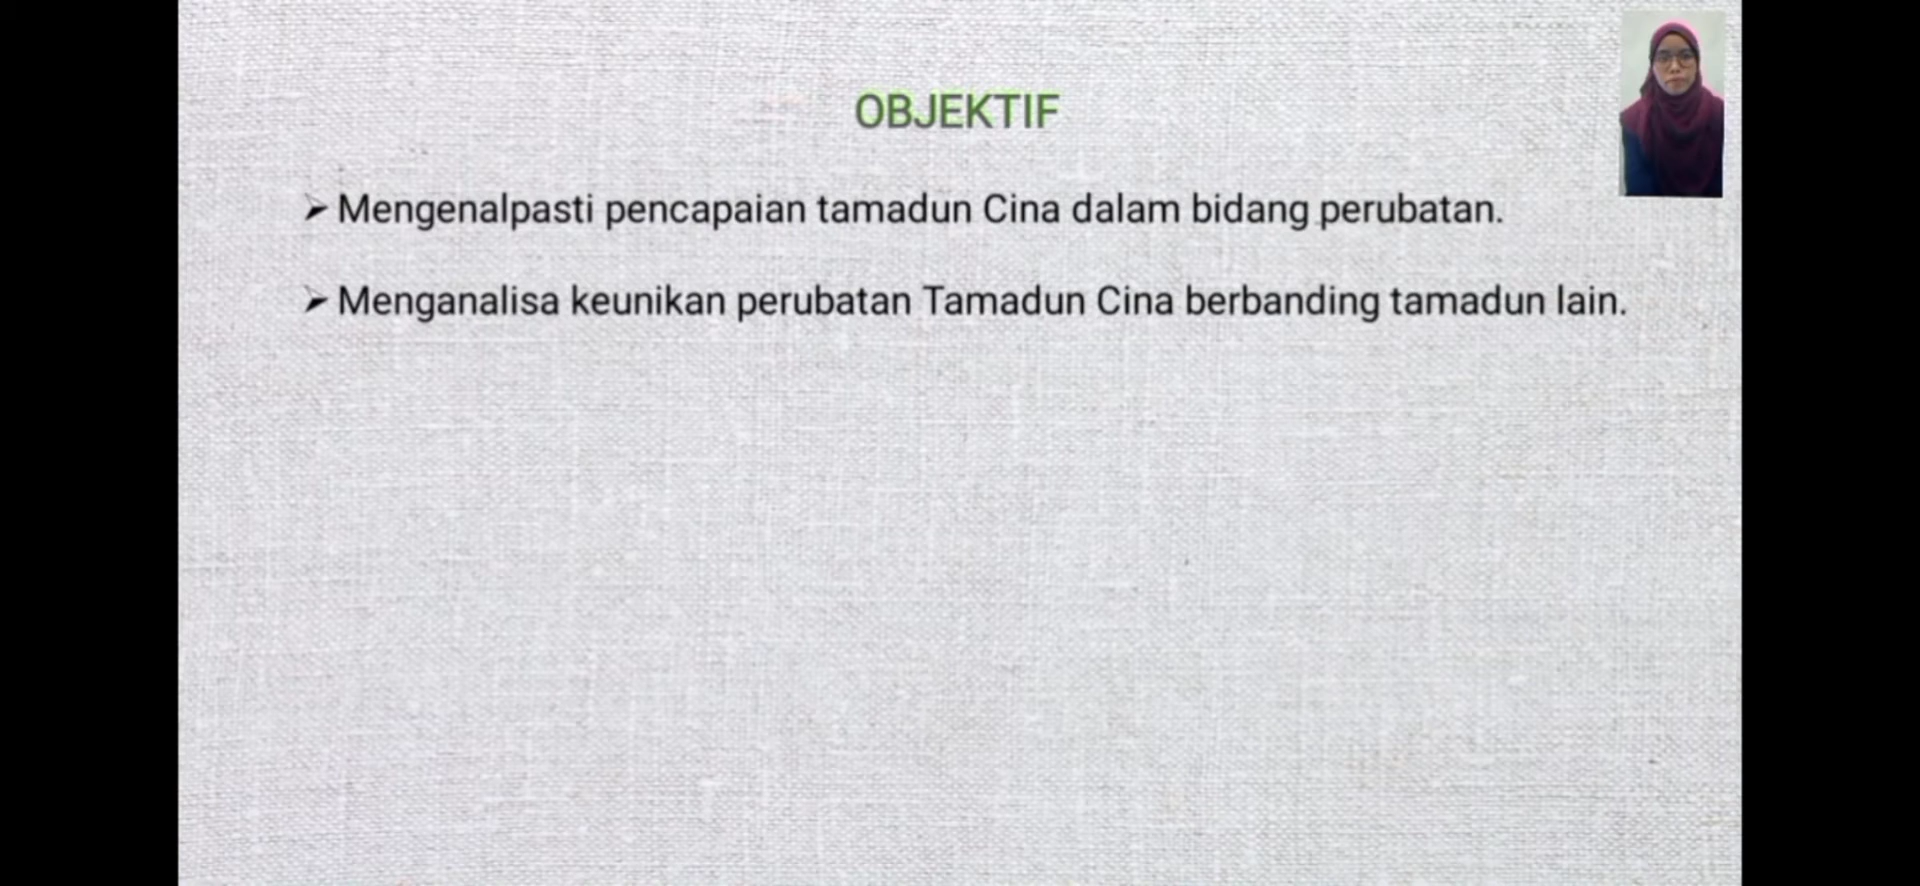 OBJEKTIF
➢ Mengenalpasti pencapaian tamadun Cina dalam bidang perubatan.
➢ Menganalisa keunikan perubatan Tamadun Cina berbanding tamadun lain.